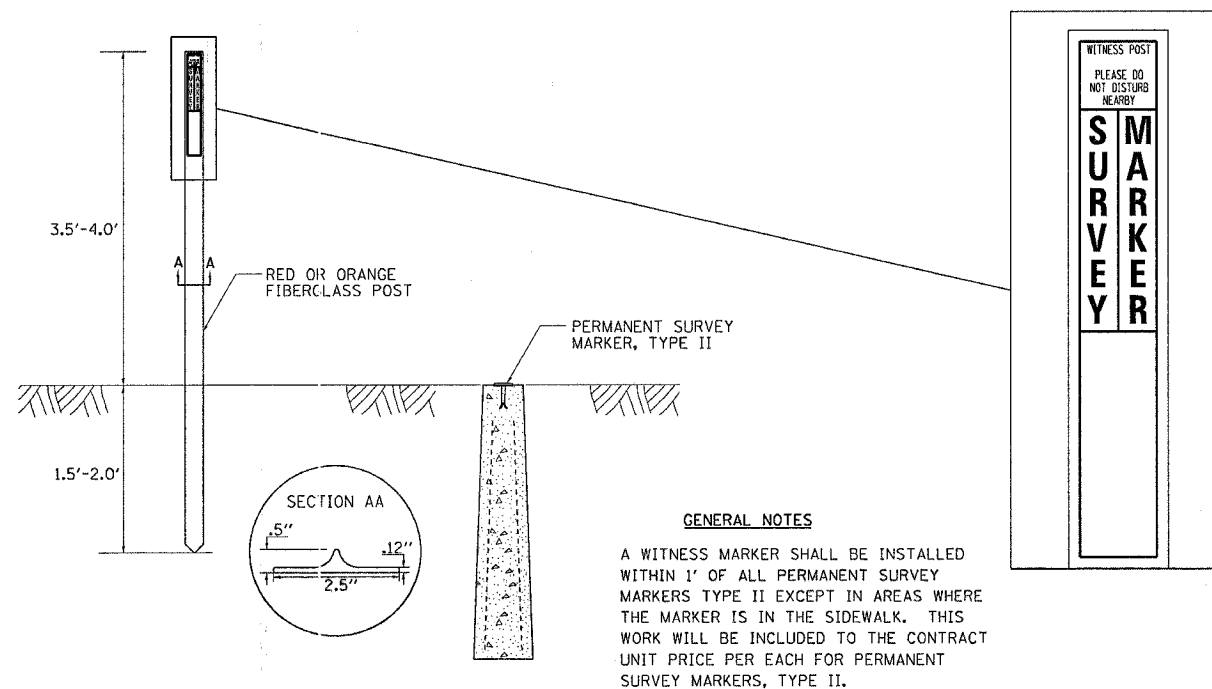 WITNESS POST
PLEASE DO
NOT DISTURB
NEARBY
SURVEY
MARKER
3.5'-4.0'
A A
RED OR ORANGE
FIBERGLASS POST
PERMANENT SURVEY
MARKER, TYPE II
1.5'-2.0'
SECTION AA
.5"
.12"
2.5"
GENERAL NOTES
A WITNESS MARKER SHALL BE INSTALLED
WITHIN 1' OF ALL PERMANENT SURVEY
MARKERS TYPE II EXCEPT IN AREAS WHERE
THE MARKER IS IN THE SIDEWALK. THIS
WORK WILL BE INCLUDED TO THE CONTRACT
UNIT PRICE PER EACH FOR PERMANENT
SURVEY MARKERS, TYPE II.